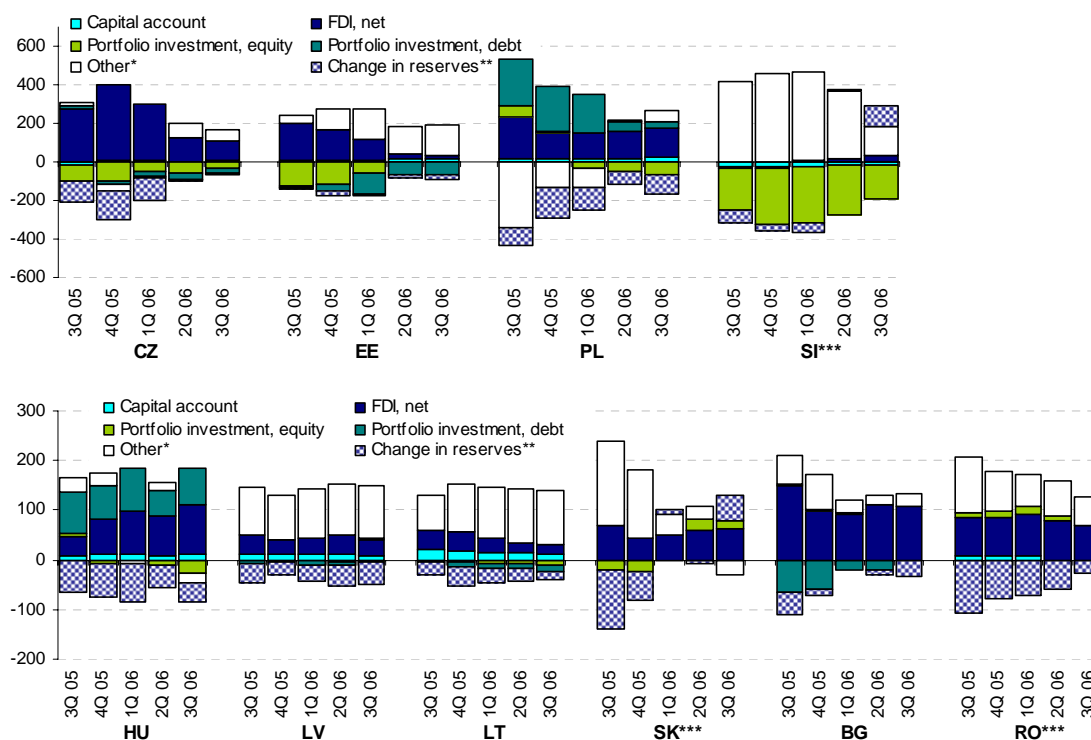 Capital account FDI, net
Portfolio investment, equity Portfolio investment, debt
Other* Change in reserves**
600
400
200
0
-200
-400
-600
3Q 05 4Q 05 1Q 06 2Q 06 3Q 06 3Q 05 4Q 05 1Q 06 2Q 06 3Q 06 3Q 05 4Q 05 1Q 06 2Q 06 3Q 06 3Q 05 4Q 05 1Q 06 2Q 06 3Q 06
CZ EE PL SI***
Capital account FDI, net
Portfolio investment, equity Portfolio investment, debt
Other* Change in reserves**
300
200
100
0
-100
-200
3Q 05 4Q 05 1Q 06 2Q 06 3Q 06 3Q 05 4Q 05 1Q 06 2Q 06 3Q 06 3Q 05 4Q 05 1Q 06 2Q 06 3Q 06 3Q 05 4Q 05 1Q 06 2Q 06 3Q 06 3Q 05 4Q 05 1Q 06 2Q 06 3Q 06 3Q 05 4Q 05 1Q 06 2Q 06 3Q 06
HU LV LT SK*** BG RO***